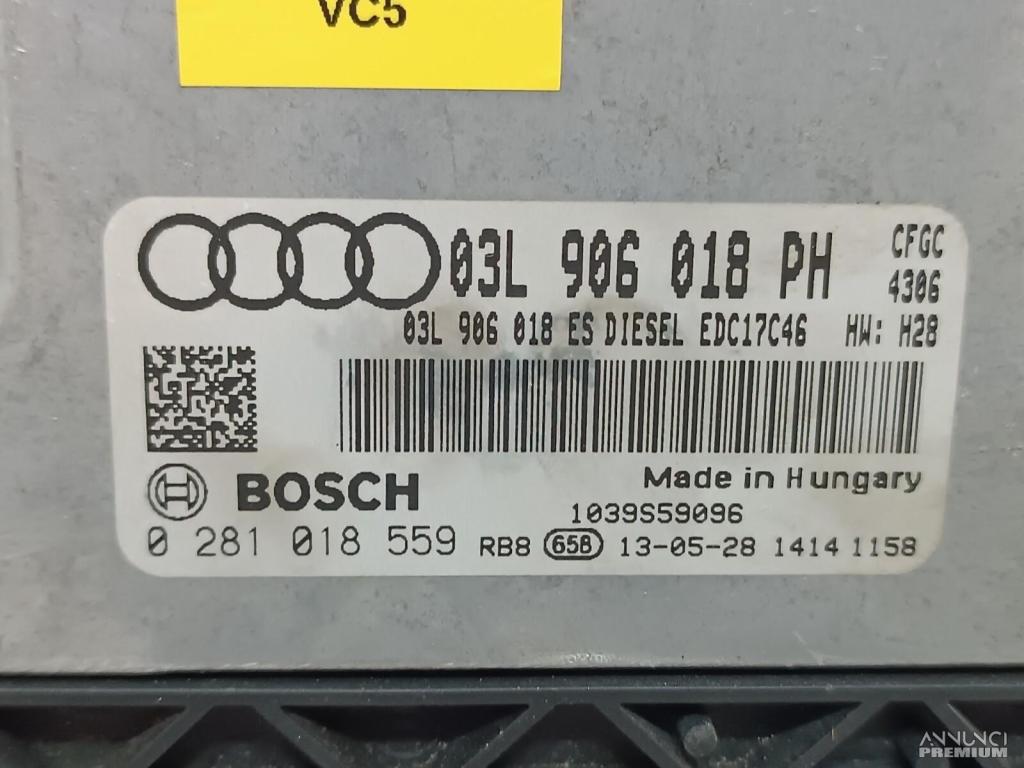 VC5
03L 906 018 PH
CFGC
4306
03L 906 018 ES DIESEL EDC17C46 HW: H28
Made in Hungary
BOSCH
1039S59096
0 281 018 559 RB8 65B 13-05-28 1414 1158
ANNUNCI
PREMIUM